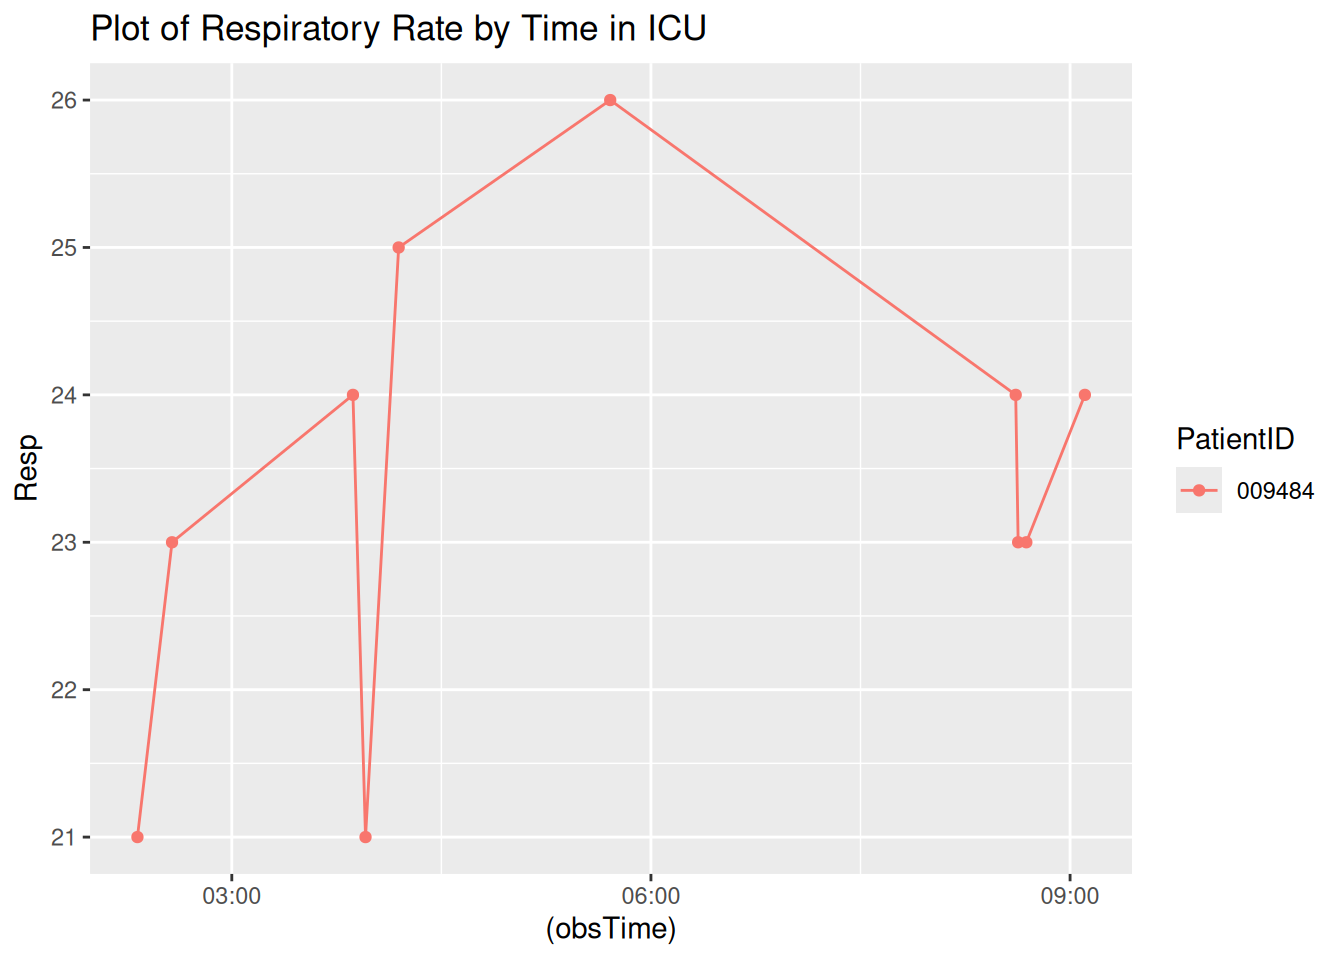 Plot of Respiratory Rate by Time in ICU
26
25
24
23
22
21
Resp
03:00 06:00 09:00
(obsTime)
PatientID
009484